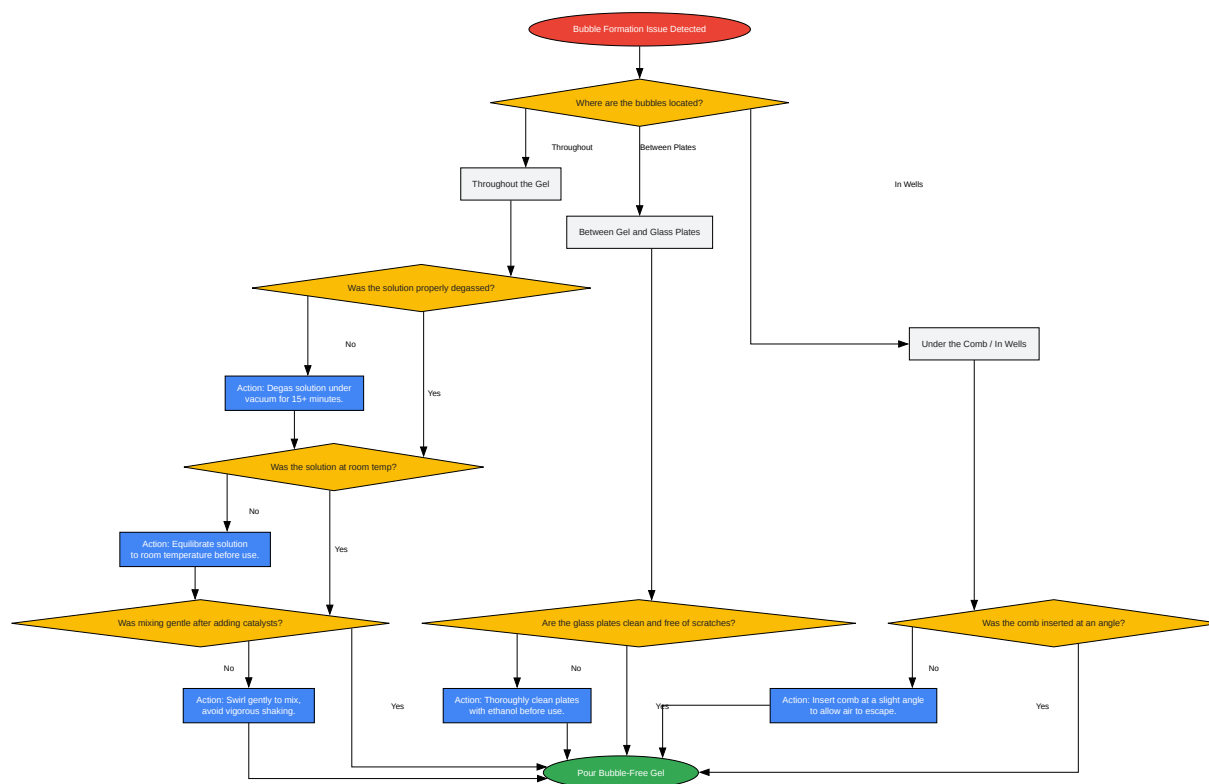 Bubble Formation Issue Detected
Where are the bubbles located?
Throughout
Between Plates
In Wells
Throughout the Gel
Between Gel and Glass Plates
Was the solution properly degassed?
No
Under the Comb / In Wells
Action: Degas solution under
vacuum for 15+ minutes.
Yes
Was the solution at room temp?
No
Action: Equilibrate solution
to room temperature before use.
Yes
Was mixing gentle after adding catalysts?
Are the glass plates clean and free of scratches?
Was the comb inserted at an angle?
No
No
No
Action: Swirl gently to mix,
avoid vigorous shaking.
Yes
Action: Thoroughly clean plates
with ethanol before use.
Yes
Action: Insert comb at a slight angle
to allow air to escape.
Yes
Pour Bubble-Free Gel